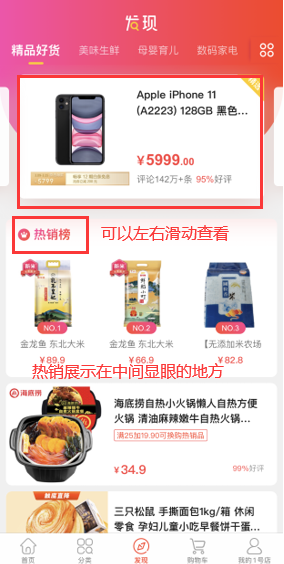 发现
精品好货 美味生鲜 母婴育儿 数码家电
Apple iPhone 11
(A2223) 128GB 黑色…
¥5999.00
评论142万+条 95%好评
5799
热销榜
可以左右滑动查看
NO.1 NO.2 NO.3
金龙鱼 东北大米 金龙鱼 东北大米 【无添加米农场
¥89.9 ¥66.9 ¥82.8
热销展示在中间显眼的地方
海底捞
海底捞自热小火锅懒人自热方便
火锅 清油麻辣嫩牛自热火锅…
满25加19.90可换购热销品
¥34.9 99%好评
三只松鼠 手撕面包1kg/箱 休闲
零食 孕妇儿童小吃早餐饼干蛋…
首页 分类 发现 购物车 我的1号店